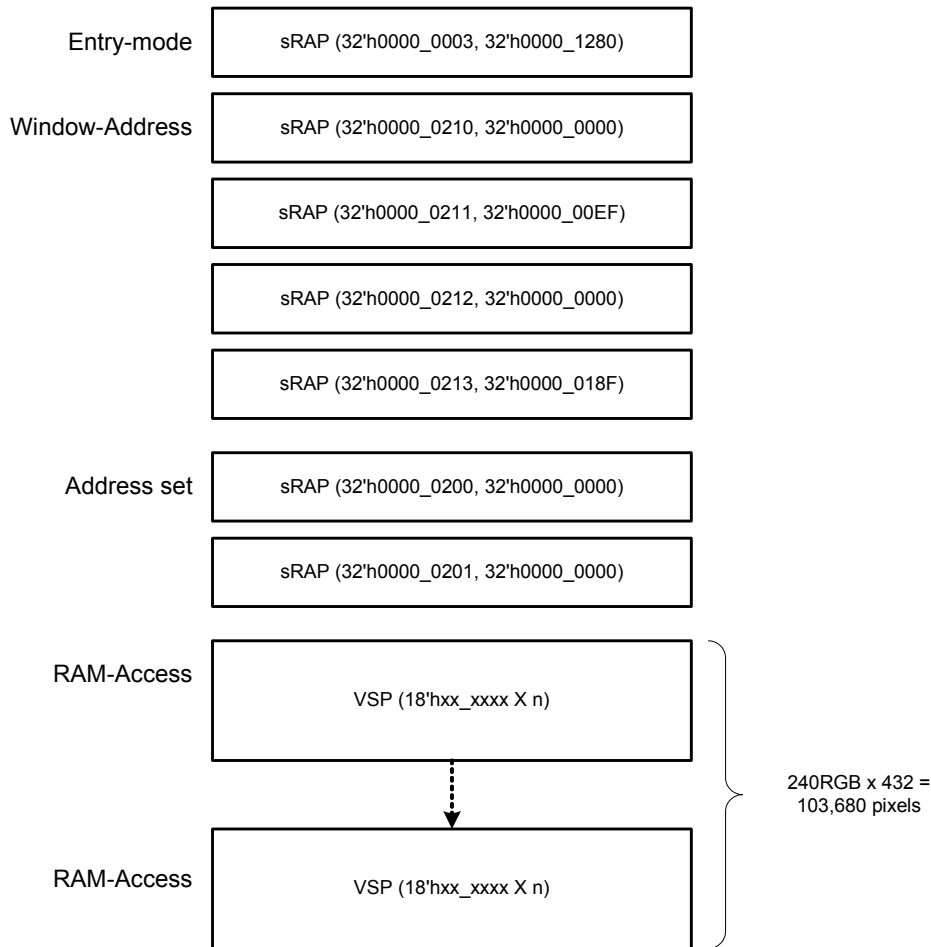 Entry-mode
sRAP (32'h0000_0003, 32'h0000_1280)
Window-Address
sRAP (32'h0000_0210, 32'h0000_0000)
sRAP (32'h0000_0211, 32'h0000_00EF)
sRAP (32'h0000_0212, 32'h0000_0000)
sRAP (32'h0000_0213, 32'h0000_018F)
Address set
sRAP (32'h0000_0200, 32'h0000_0000)
sRAP (32'h0000_0201, 32'h0000_0000)
RAM-Access
VSP (18'hxx_xxxx X n)
240RGB x 432 =
103,680 pixels
RAM-Access
VSP (18'hxx_xxxx X n)